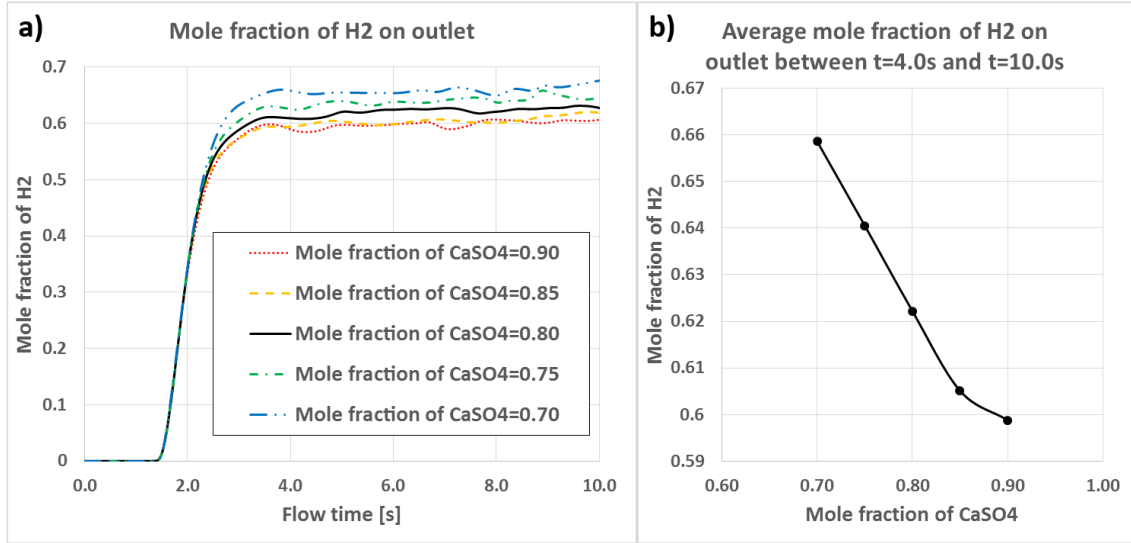 a)
Mole fraction of H2 on outlet
0.7
0.6
0.5
0.4
0.3
0.2
0.1
0
Mole fraction of H2
Mole fraction of CaSO4=0.90
Mole fraction of CaSO4=0.85
Mole fraction of CaSO4=0.80
Mole fraction of CaSO4=0.75
Mole fraction of CaSO4=0.70
0.0 2.0 4.0 6.0 8.0 10.0
Flow time [s]
b)
Average mole fraction of H2 on
outlet between t=4.0s and t=10.0s
0.67
0.66
0.65
0.64
0.63
0.62
0.61
0.6
0.59
Mole fraction of H2
0.60 0.70 0.80 0.90 1.00
Mole fraction of CaSO4